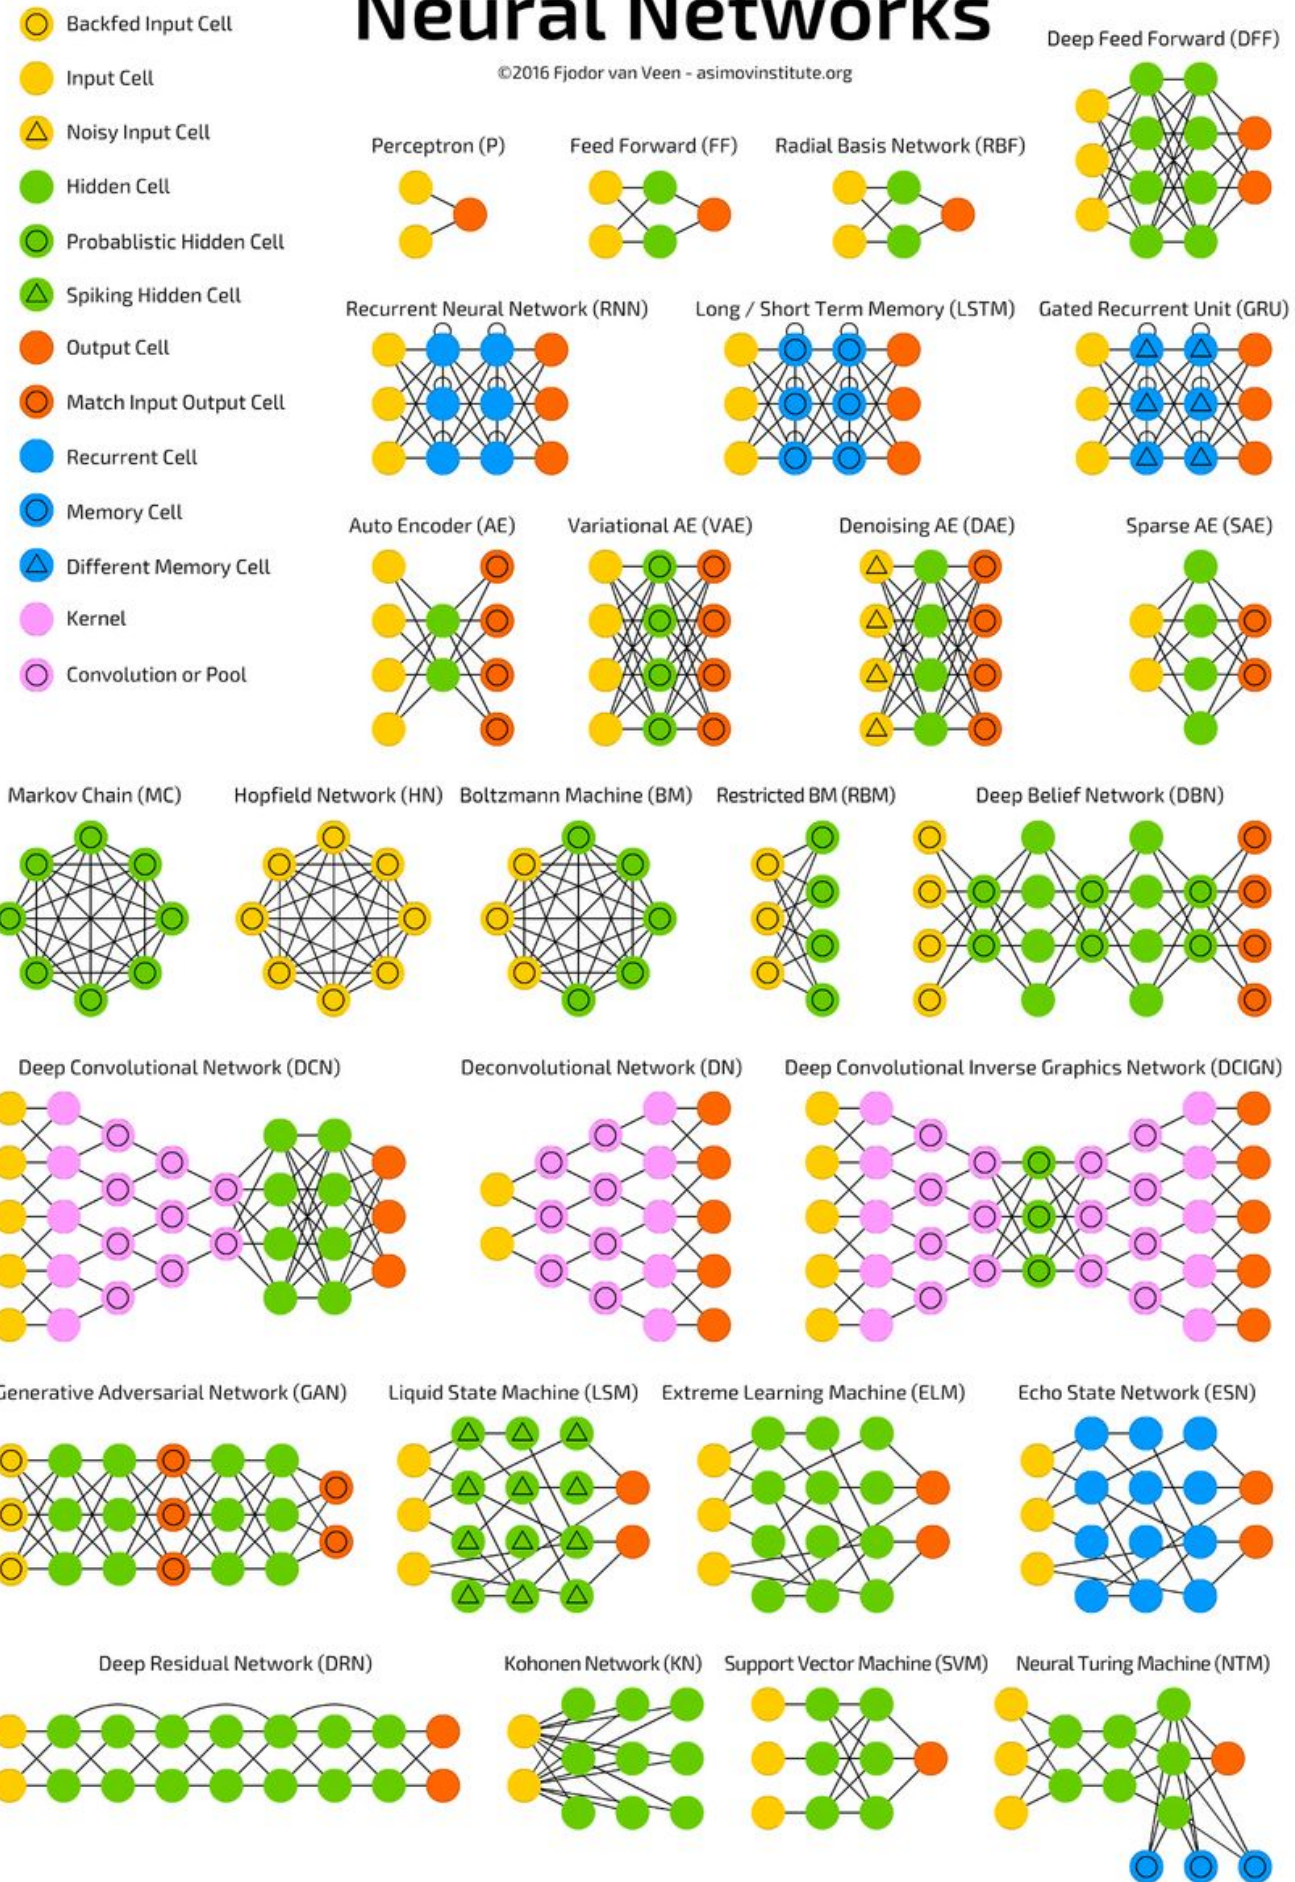 Neural Networks
©2016 Fjodor van Veen - asimovinstitute.org
Backfed Input Cell
Input Cell
Noisy Input Cell
Hidden Cell
Probablistic Hidden Cell
Spiking Hidden Cell
Output Cell
Match Input Output Cell
Recurrent Cell
Memory Cell
Different Memory Cell
Kernel
Convolution or Pool
Deep Feed Forward (DFF)
Perceptron (P)
Feed Forward (FF)
Radial Basis Network (RBF)
Recurrent Neural Network (RNN)
Long / Short Term Memory (LSTM)
Gated Recurrent Unit (GRU)
Auto Encoder (AE)
Variational AE (VAE)
Denoising AE (DAE)
Sparse AE (SAE)
Markov Chain (MC)
Hopfield Network (HN)
Boltzmann Machine (BM)
Restricted BM (RBM)
Deep Belief Network (DBN)
Deep Convolutional Network (DCN)
Deconvolutional Network (DN)
Deep Convolutional Inverse Graphics Network (DCIGN)
Generative Adversarial Network (GAN)
Liquid State Machine (LSM)
Extreme Learning Machine (ELM)
Echo State Network (ESN)
Deep Residual Network (DRN)
Kohonen Network (KN)
Support Vector Machine (SVM)
Neural Turing Machine (NTM)